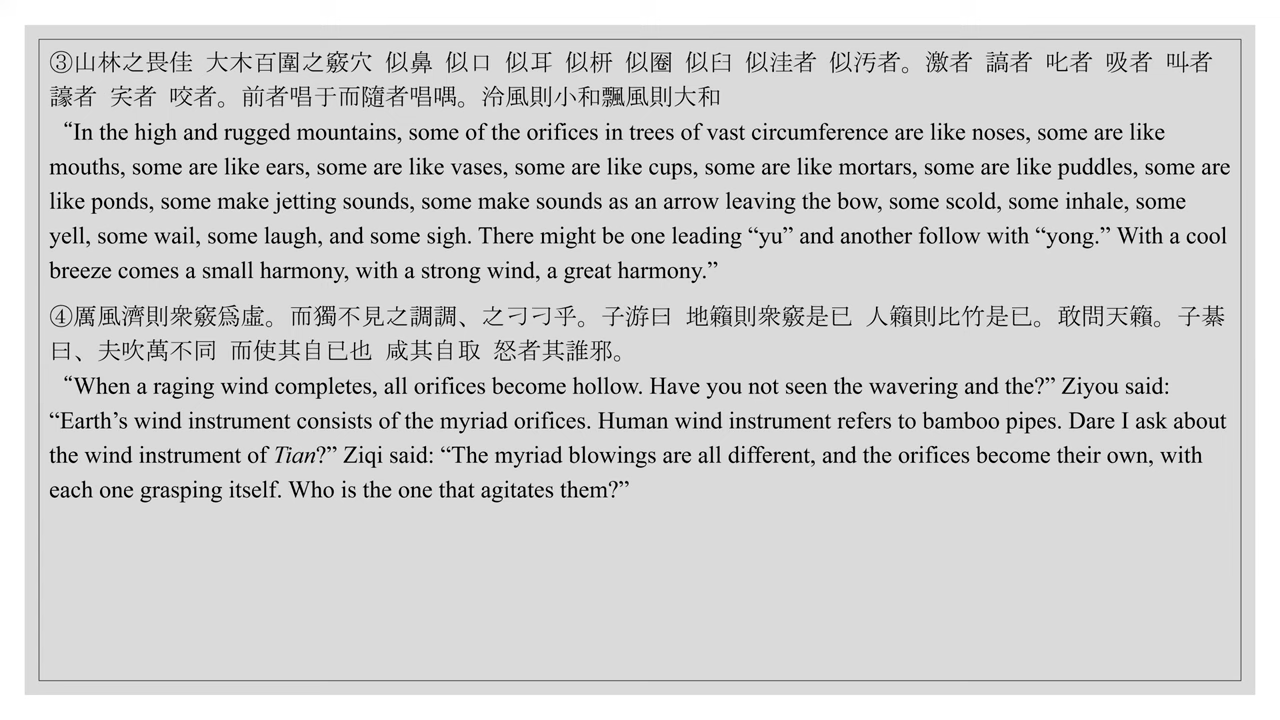 ③山林之畏佳 大木百圍之竅穴 似鼻 似口 似耳 似枅 似圈 似臼 似洼者 似汚者。激者 謞者 叱者 吸者 叫者
譹者 宎者 咬者。前者唱于而隨者唱喁。泠風則小和飄風則大和
“In the high and rugged mountains, some of the orifices in trees of vast circumference are like noses, some are like
mouths, some are like ears, some are like vases, some are like cups, some are like mortars, some are like puddles, some are
like ponds, some make jetting sounds, some make sounds as an arrow leaving the bow, some scold, some inhale, some
yell, some wail, some laugh, and some sigh. There might be one leading “yu” and another follow with “yong.” With a cool
breeze comes a small harmony, with a strong wind, a great harmony.”
④厲風濟則衆竅爲虛。而獨不見之調調、之刁刁乎。子游曰 地籟則衆竅是已 人籟則比竹是已。敢問天籟。子綦
曰、夫吹萬不同 而使其自已也 咸其自取 怒者其誰邪。
“When a raging wind completes, all orifices become hollow. Have you not seen the wavering and the?” Ziyou said:
“Earth’s wind instrument consists of the myriad orifices. Human wind instrument refers to bamboo pipes. Dare I ask about
the wind instrument of Tian?” Ziqi said: “The myriad blowings are all different, and the orifices become their own, with
each one grasping itself. Who is the one that agitates them?”